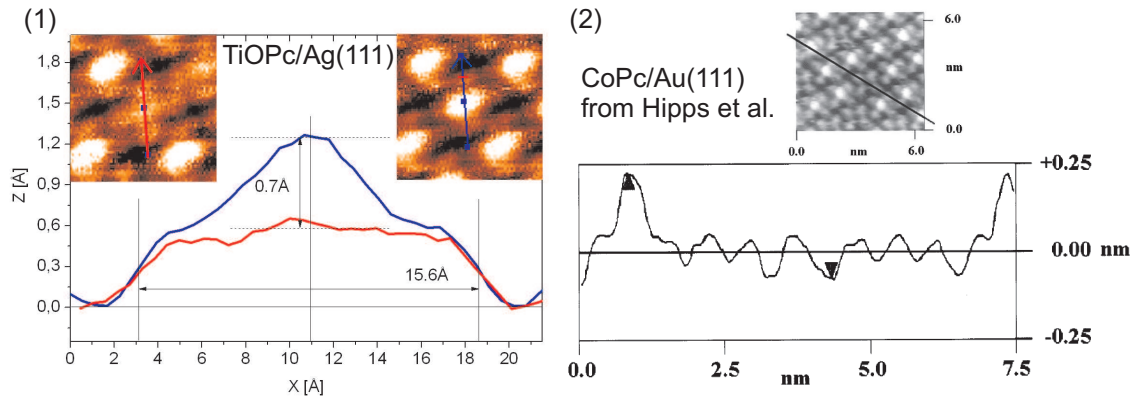 (1)
TiOPc/Ag(111)
1,8
1,5
1,2
0,9
0,6
0,3
0,0
Z [A]
0.7Å
15.6Å
0 2 4 6 8 10 12 14 16 18 20
X [Å]
(2)
CoPc/Au(111)
from Hipps et al.
6.0
nm
0.0
0.0 nm 6.0
+0.25
0.00 nm
-0.25
0.0 2.5 nm 5.0 7.5